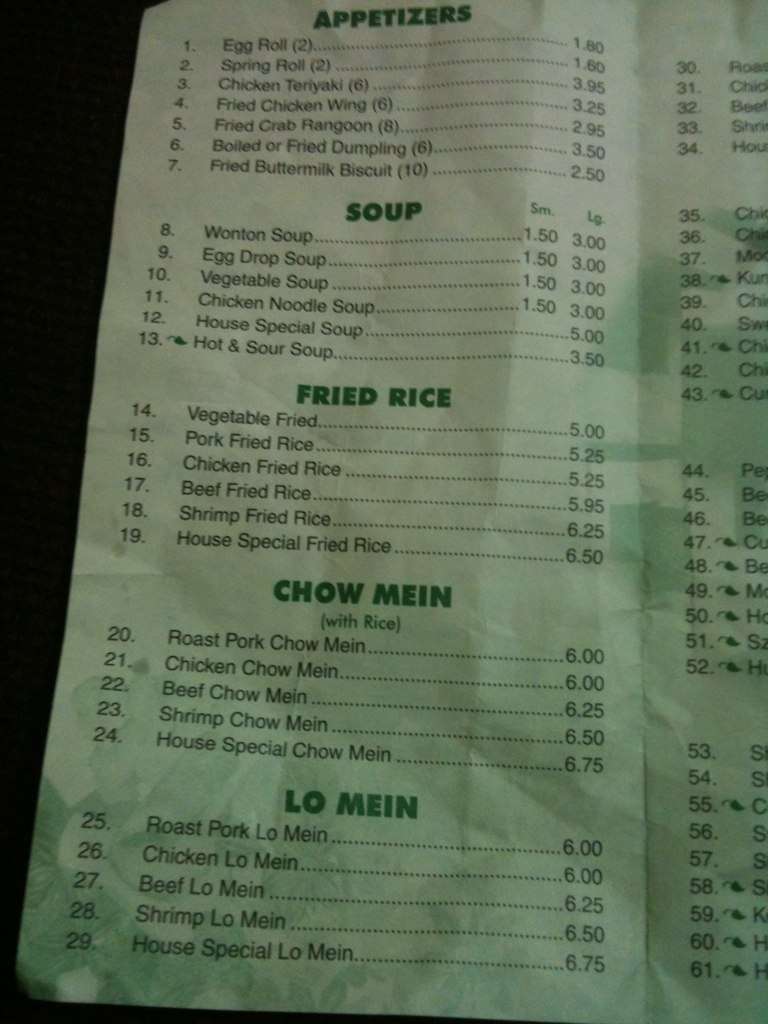 APPETIZERS
1. Egg Roll (2) 1.80
2. Spring Roll (2) 1.60
3. Chicken Teriyaki (6) 3.95
4. Fried Chicken Wing (6) 3.25
5. Fried Crab Rangoon (8) 2.95
6. Boiled or Fried Dumpling (6) 3.50
7. Fried Buttermilk Biscuit (10) 2.50
SOUP Sm. Lg.
8. Wonton Soup 1.50 3.00
9. Egg Drop Soup 1.50 3.00
10. Vegetable Soup 1.50 3.00
11. Chicken Noodle Soup 1.50 3.00
12. House Special Soup 5.00
13. Hot & Sour Soup 3.50
FRIED RICE
14. Vegetable Fried 5.00
15. Pork Fried Rice 5.25
16. Chicken Fried Rice 5.25
17. Beef Fried Rice 5.95
18. Shrimp Fried Rice 6.25
19. House Special Fried Rice 6.50
CHOW MEIN
(with Rice)
20. Roast Pork Chow Mein 6.00
21. Chicken Chow Mein 6.00
22. Beef Chow Mein 6.25
23. Shrimp Chow Mein 6.50
24. House Special Chow Mein 6.75
LO MEIN
25. Roast Pork Lo Mein 6.00
26. Chicken Lo Mein 6.00
27. Beef Lo Mein 6.25
28. Shrimp Lo Mein 6.50
29. House Special Lo Mein 6.75
30.
31.
32. Beef
33.
34.
35.
36.
37.
38.
39.
40.
41.
42.
43.
44.
45.
46.
47.
48.
49.
50.
51.
52.
53.
54.
55.
56.
57.
58.
59.
60.
61.